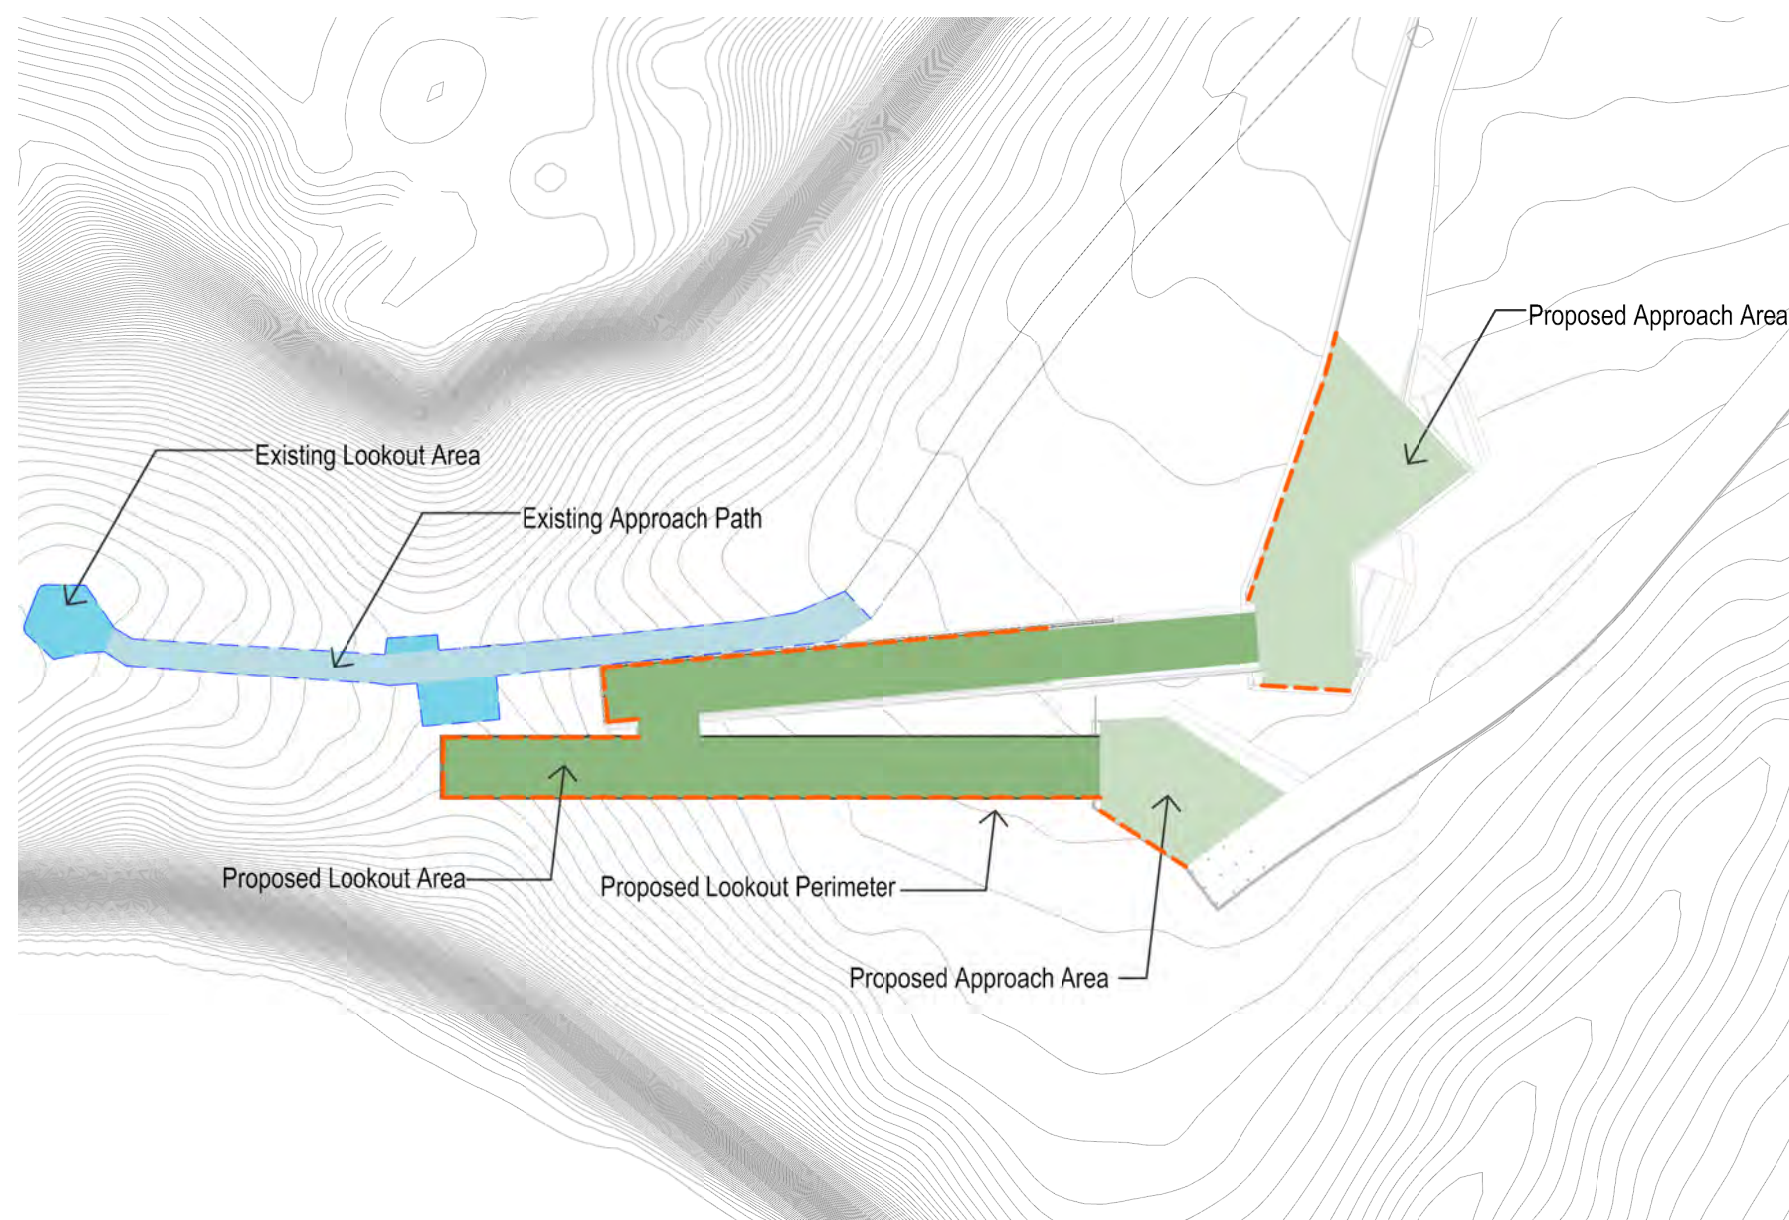 Proposed Approach Area
Existing Lookout Area
Existing Approach Path
Proposed Lookout Area
Proposed Lookout Perimeter
Proposed Approach Area